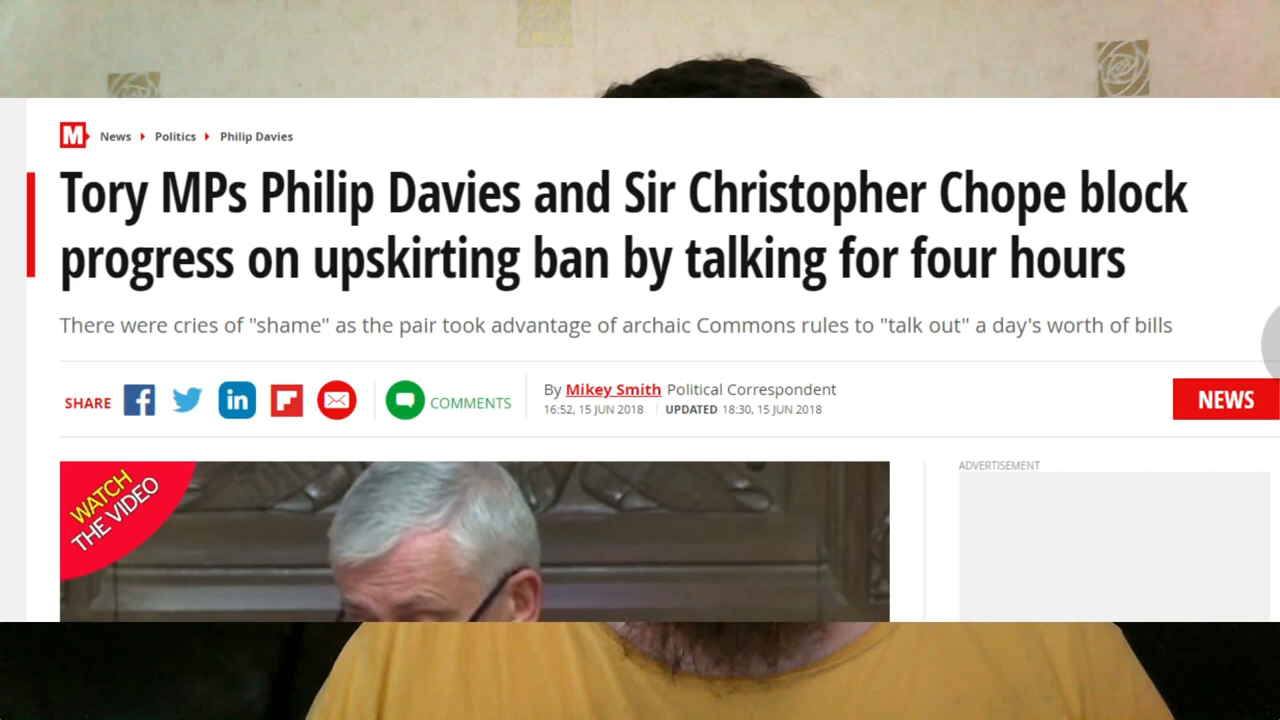 M News Politics Philip Davies
Tory MPs Philip Davies and Sir Christopher Chope block
progress on upskirting ban by talking for four hours
There were cries of "shame" as the pair took advantage of archaic Commons rules to "talk out" a day's worth of bills
SHARE f in COMMENTS
By Mikey Smith Political Correspondent
16:52, 15 JUN 2018 UPDATED 18:30, 15 JUN 2018
NEWS
WATCH
THE VIDEO
ADVERTISEMENT